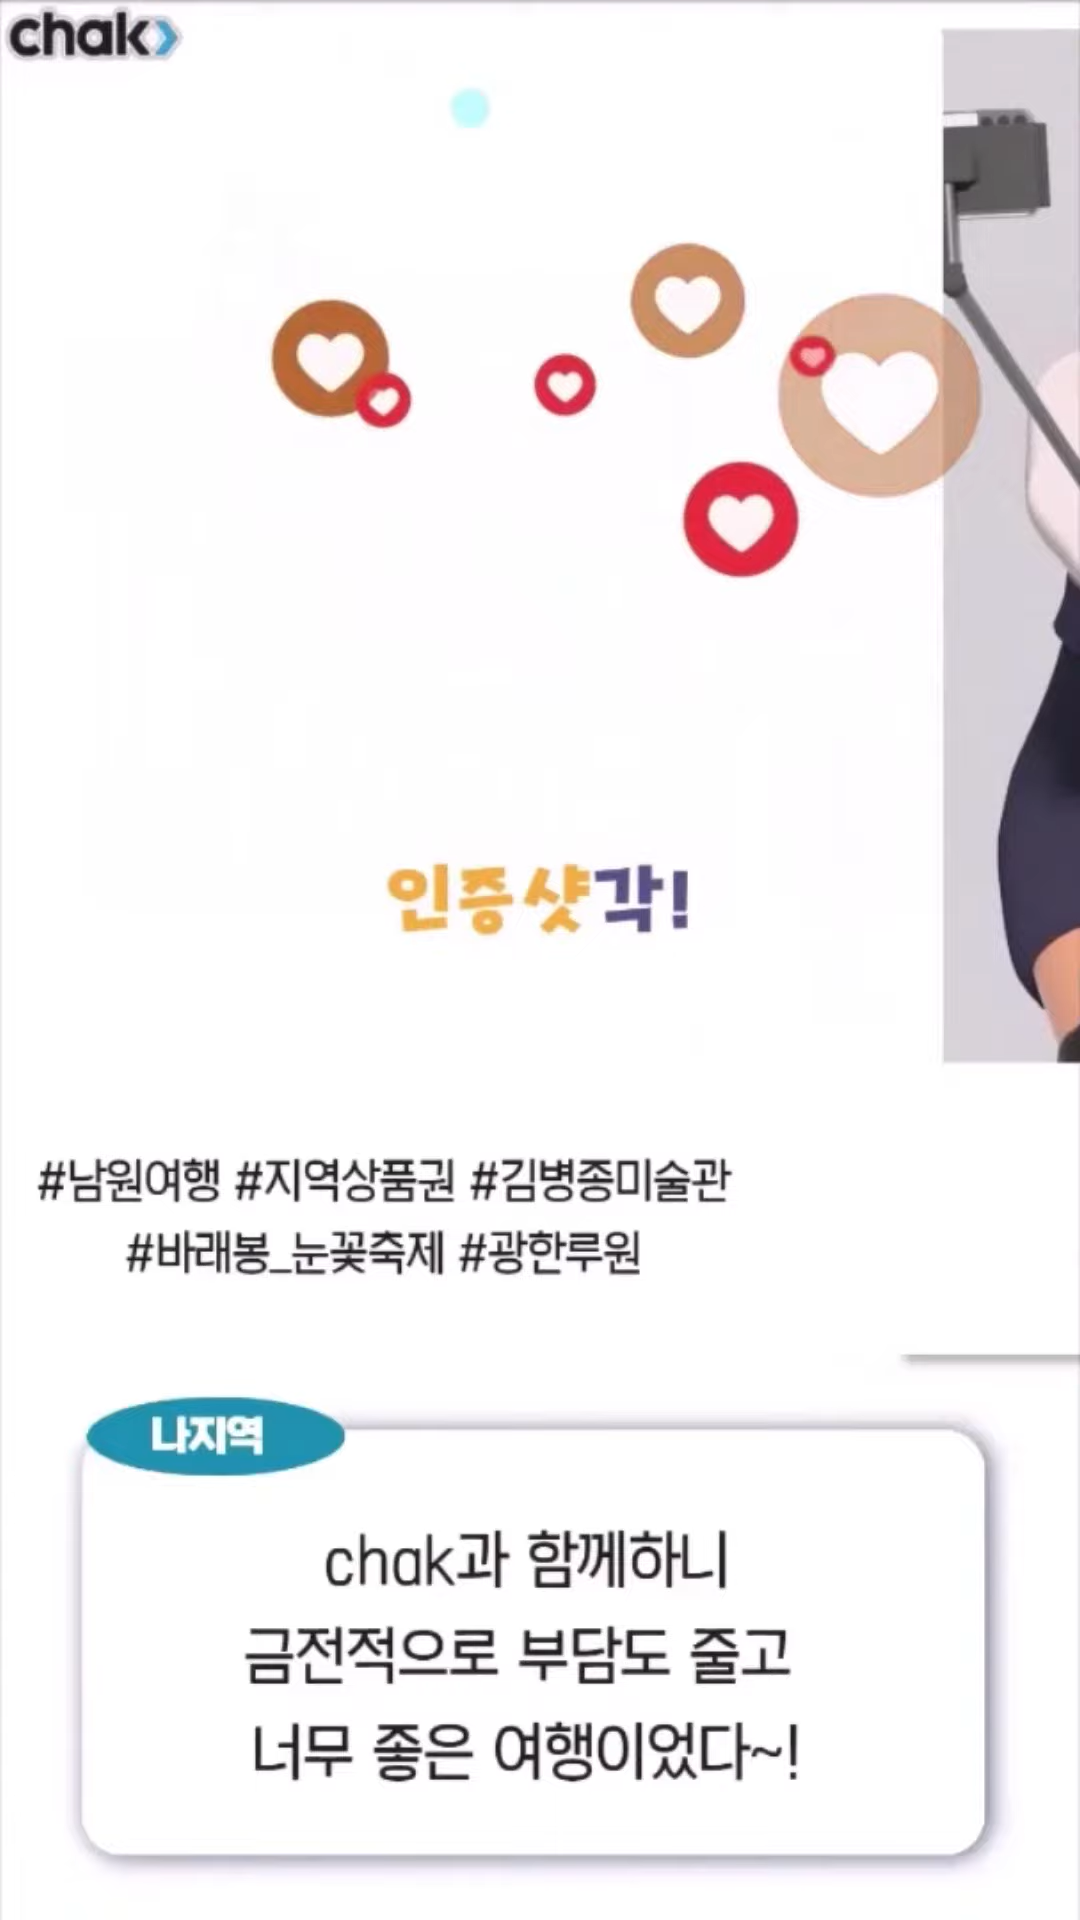 chak
인증샷각!
#남원여행 #지역상품권 #김병종미술관
#바래봉_눈꽃축제 #광한루원
나지역
chak과 함께하니
금전적으로 부담도 줄고
너무 좋은 여행이었다~!